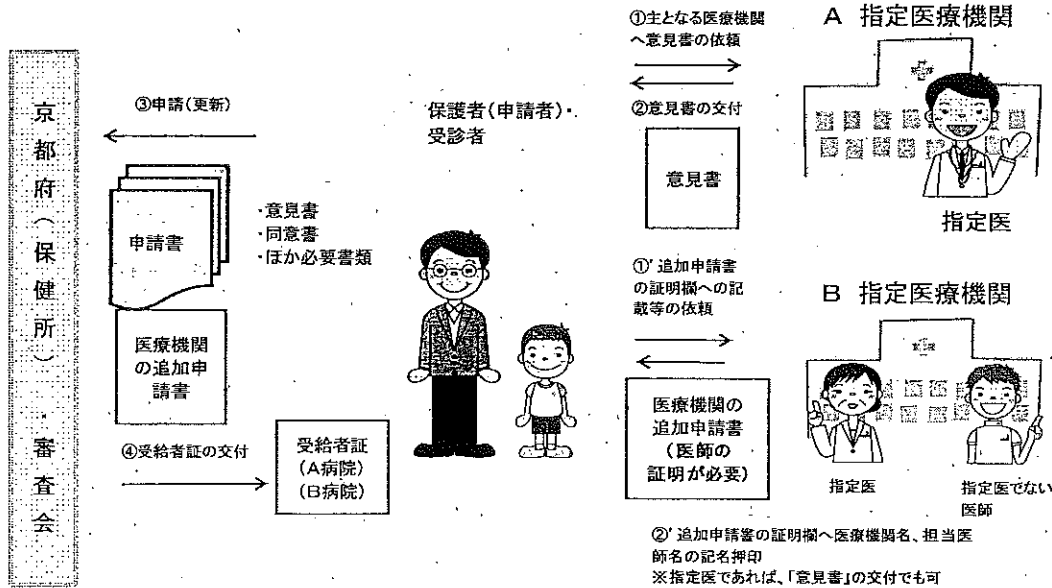 京都府（保健所）・審査会
③申請（更新）
申請書
・意見書
・同意書
・ほか必要書類
医療機関
の追加申
請書
④受給者証の交付
受給者証
（A病院）
（B病院）
保護者（申請者）・
受診者
①主となる医療機関
へ意見書の依頼
②意見書の交付
意見書
A 指定医療機関
指定医
①’追加申請書
の証明欄への記
載等の依頼
医療機関の
追加申請書
（医師の
証明が必要）
B 指定医療機関
指定医
指定医でない
医師
②’追加申請書の証明欄へ医療機関名、担当医
師名の記名押印
※指定医であれば、「意見書」の交付でも可